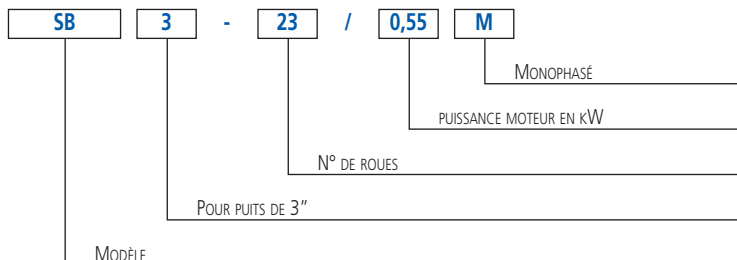 SB 3 - 23 / 0,55 M
Monophasé
puissance moteur en kW
N° de roues
Pour puits de 3"
Modèle